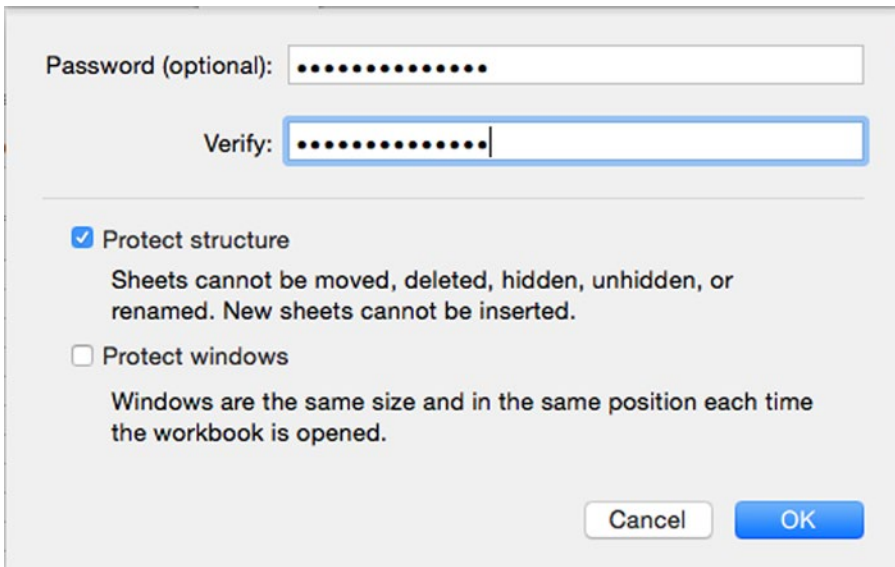 Password (optional): ••••••••••••••
Verify: ••••••••••••••
Protect structure
Sheets cannot be moved, deleted, hidden, unhidden, or
renamed. New sheets cannot be inserted.
Protect windows
Windows are the same size and in the same position each time
the workbook is opened.
Cancel OK